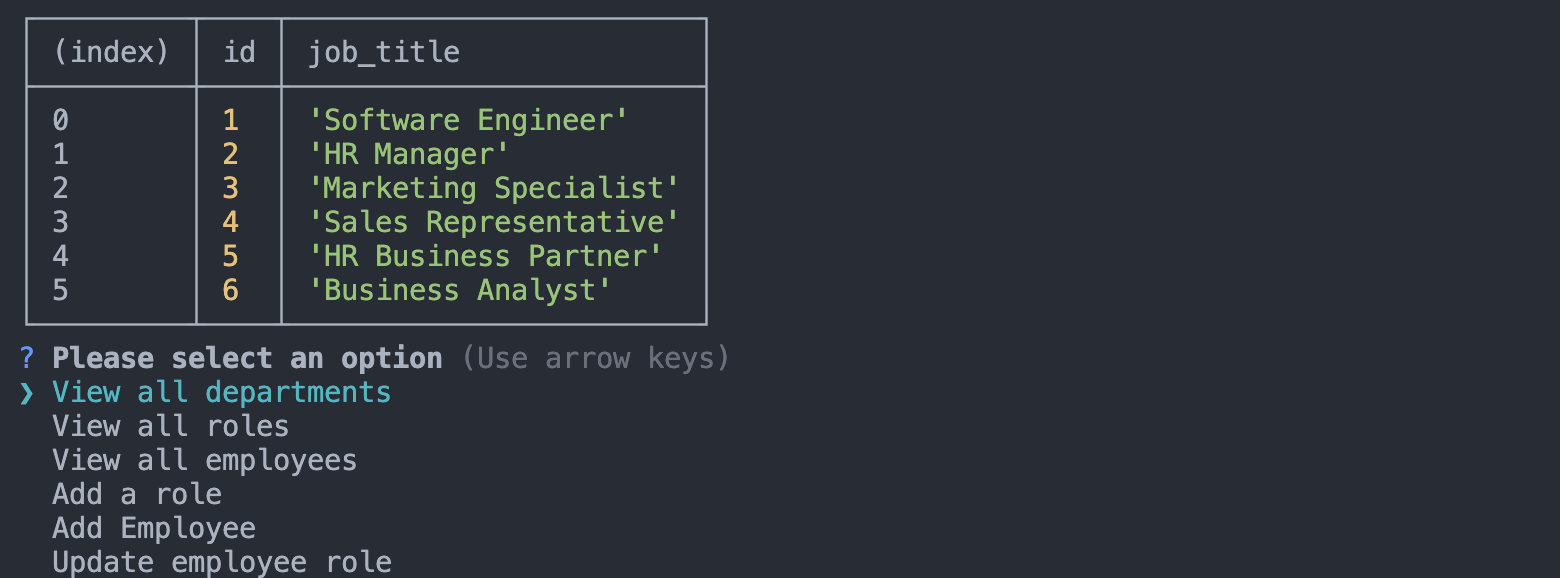 (index) id job_title
0 1 'Software Engineer'
1 2 'HR Manager'
2 3 'Marketing Specialist'
3 4 'Sales Representative'
4 5 'HR Business Partner'
5 6 'Business Analyst'
? Please select an option (Use arrow keys)
❯ View all departments
View all roles
View all employees
Add a role
Add Employee
Update employee role